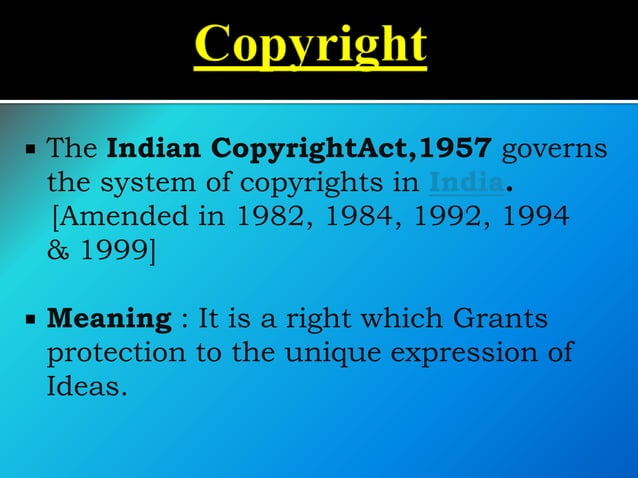 Copyright
▪ The Indian CopyrightAct,1957 governs
the system of copyrights in India.
[Amended in 1982, 1984, 1992, 1994
& 1999]
▪ Meaning : It is a right which Grants
protection to the unique expression of
Ideas.